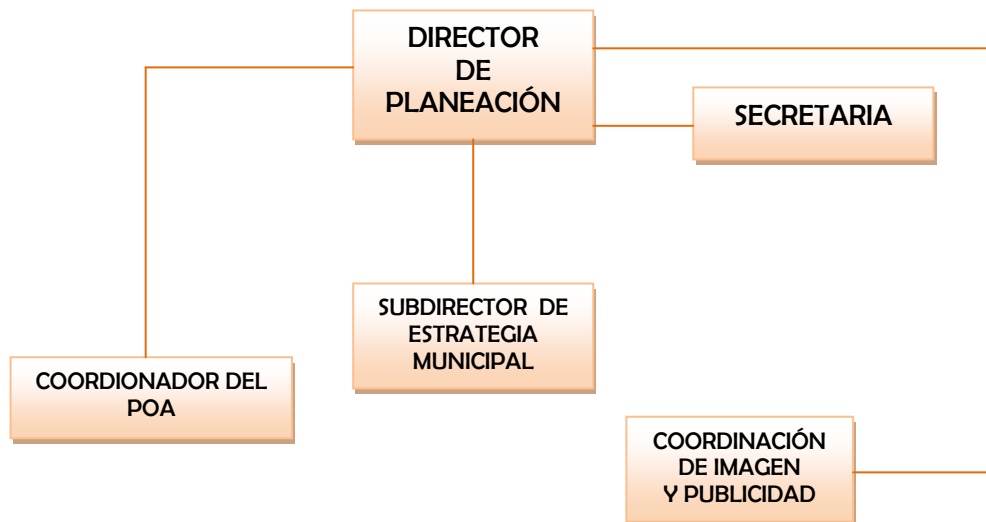 DIRECTOR
DE
PLANEACIÓN
SECRETARIA
SUBDIRECTOR DE
ESTRATEGIA
MUNICIPAL
COORDIONADOR DEL
POA
COORDINACIÓN
DE IMAGEN
Y PUBLICIDAD